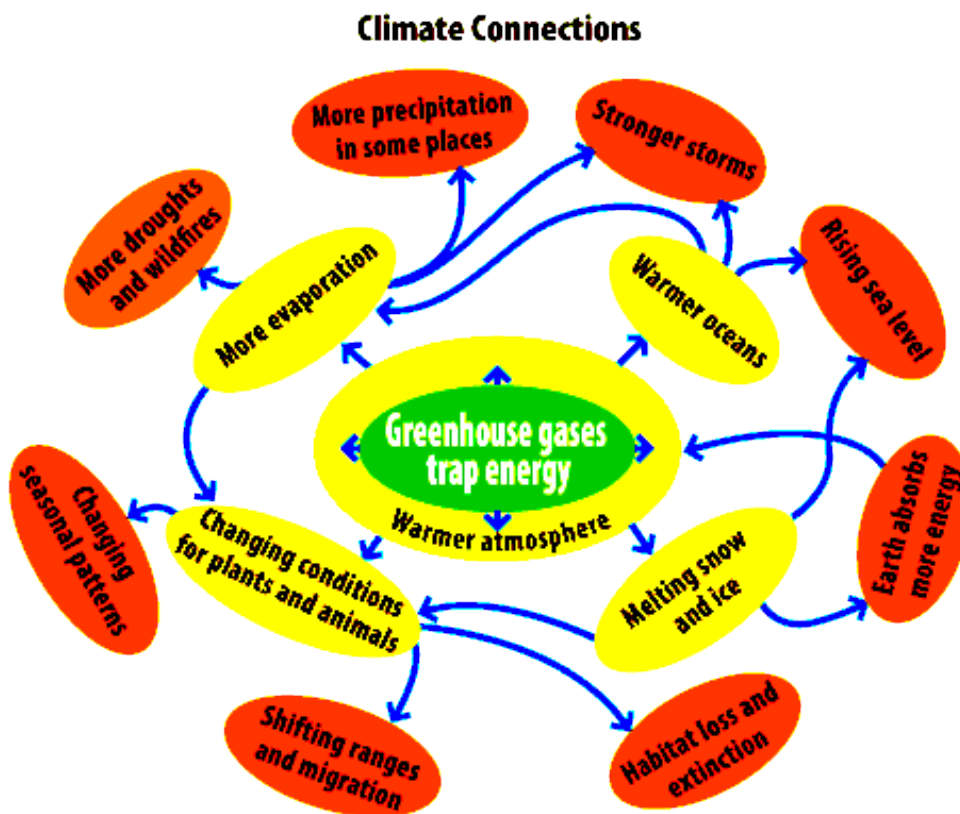 Climate Connections
More precipitation
in some places
Stronger storms
More droughts
and wildfires
More evaporation
Warmer oceans
Rising sea level
Greenhouse gases
trap energy
Warmer atmosphere
Changing
seasonal patterns
Changing conditions
for plants and animals
Melting snow
and ice
Earth absorbs
more energy
Shifting ranges
and migration
Habitat loss and
extinction